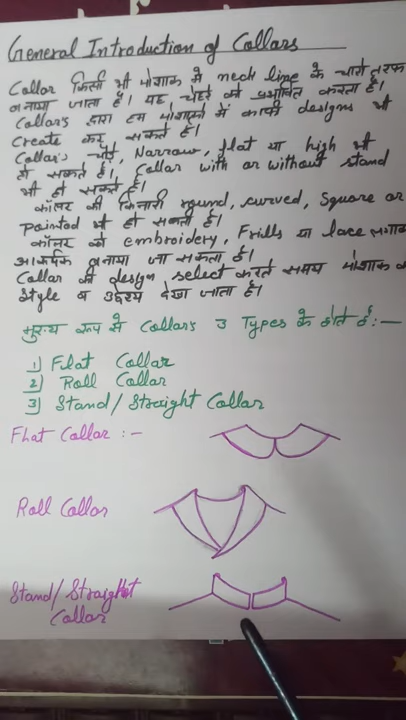 General Introduction of Collars
Collar किसी भी पोशाक में neck line के चारो तरफ
बनाया जाता है। यह चेहरे को प्रभावित करता है।
Collars द्वारा हम पोशाको में काफी designs भी
Create कर सकते है।
Collars चौड़े, Narrow, flat या high भी
हो सकते है। Collar with or without stand
भी हो सकते है।
कॉलर की किनारी round, curved, Square or
pointed भी हो सकती है।
कॉलर को embroidery, Frills या lace लगाकर
आकर्षक बनाया जा सकता है।
Collar की design select करते समय पोशाक का
Style व उद्देश्य देखा जाता है।
मुख्य रूप से Collars 3 Types के होते है:—
1) Flat Collar
2) Roll Collar
3) Stand/Straight Collar
Flat Collar :-
Roll Collar
Stand/Straight
Collar